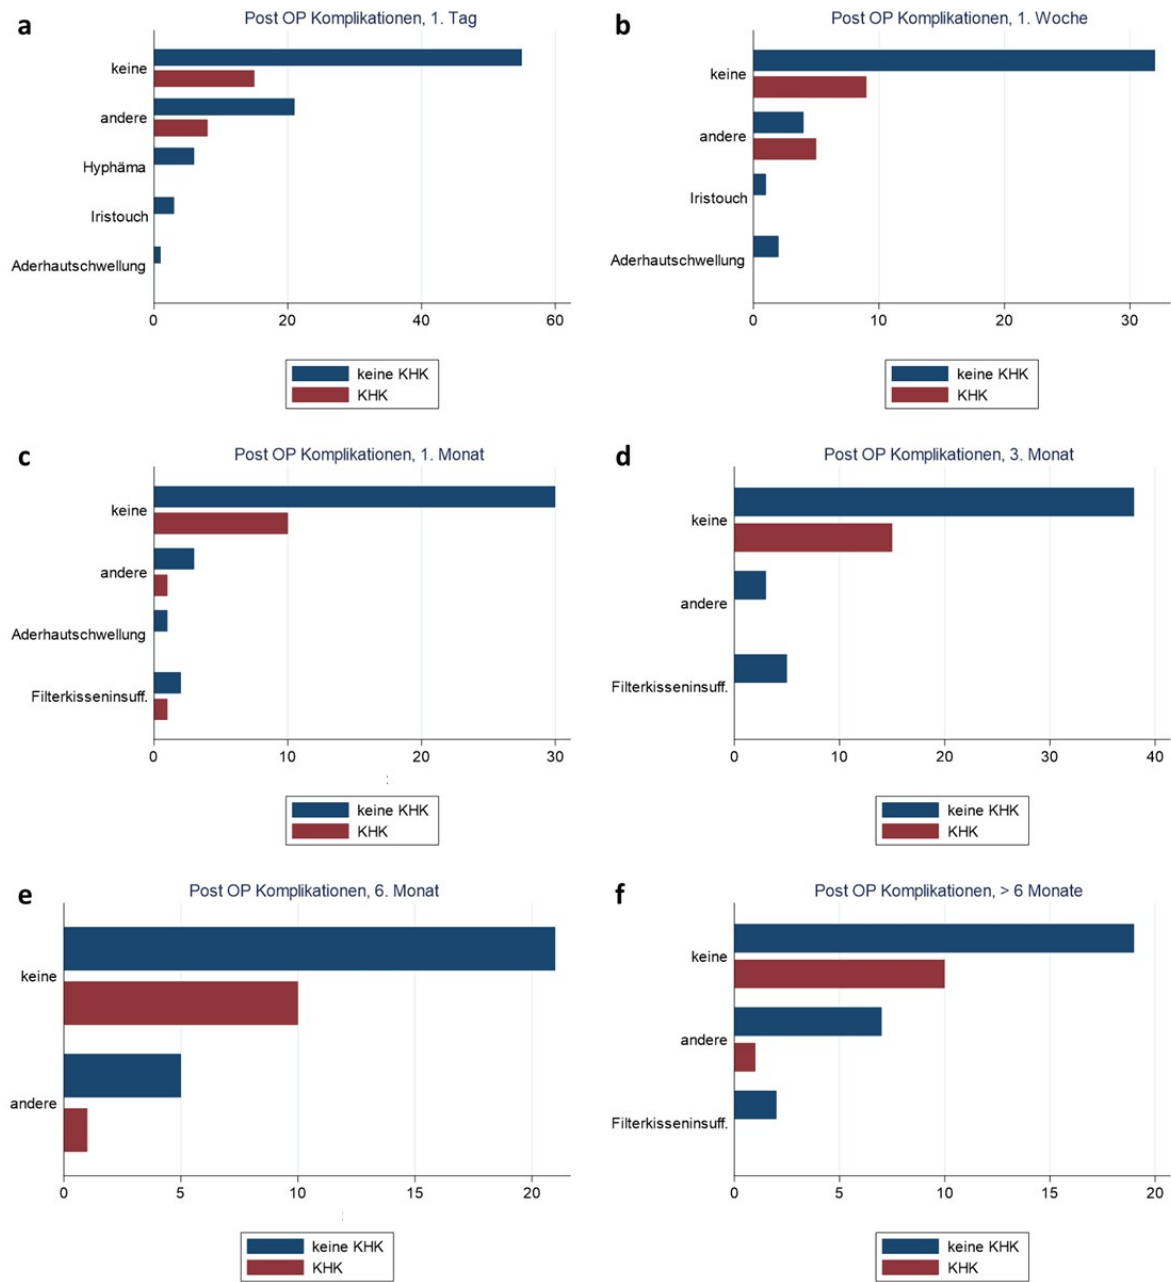 a
Post OP Komplikationen, 1. Tag
keine
andere
Hyphäma
Iristouch
Aderhautschwellung
0 20 40 60
keine KHK
KHK
b
Post OP Komplikationen, 1. Woche
keine
andere
Iristouch
Aderhautschwellung
0 10 20 30
keine KHK
KHK
c
Post OP Komplikationen, 1. Monat
keine
andere
Aderhautschwellung
Filterkisseninsuff.
0 10 20 30
:
keine KHK
KHK
d
Post OP Komplikationen, 3. Monat
keine
andere
Filterkisseninsuff.
0 10 20 30 40
keine KHK
KHK
e
Post OP Komplikationen, 6. Monat
keine
andere
0 5 10 15 20
:
keine KHK
KHK
f
Post OP Komplikationen, > 6 Monate
keine
andere
Filterkisseninsuff.
0 5 10 15 20
keine KHK
KHK